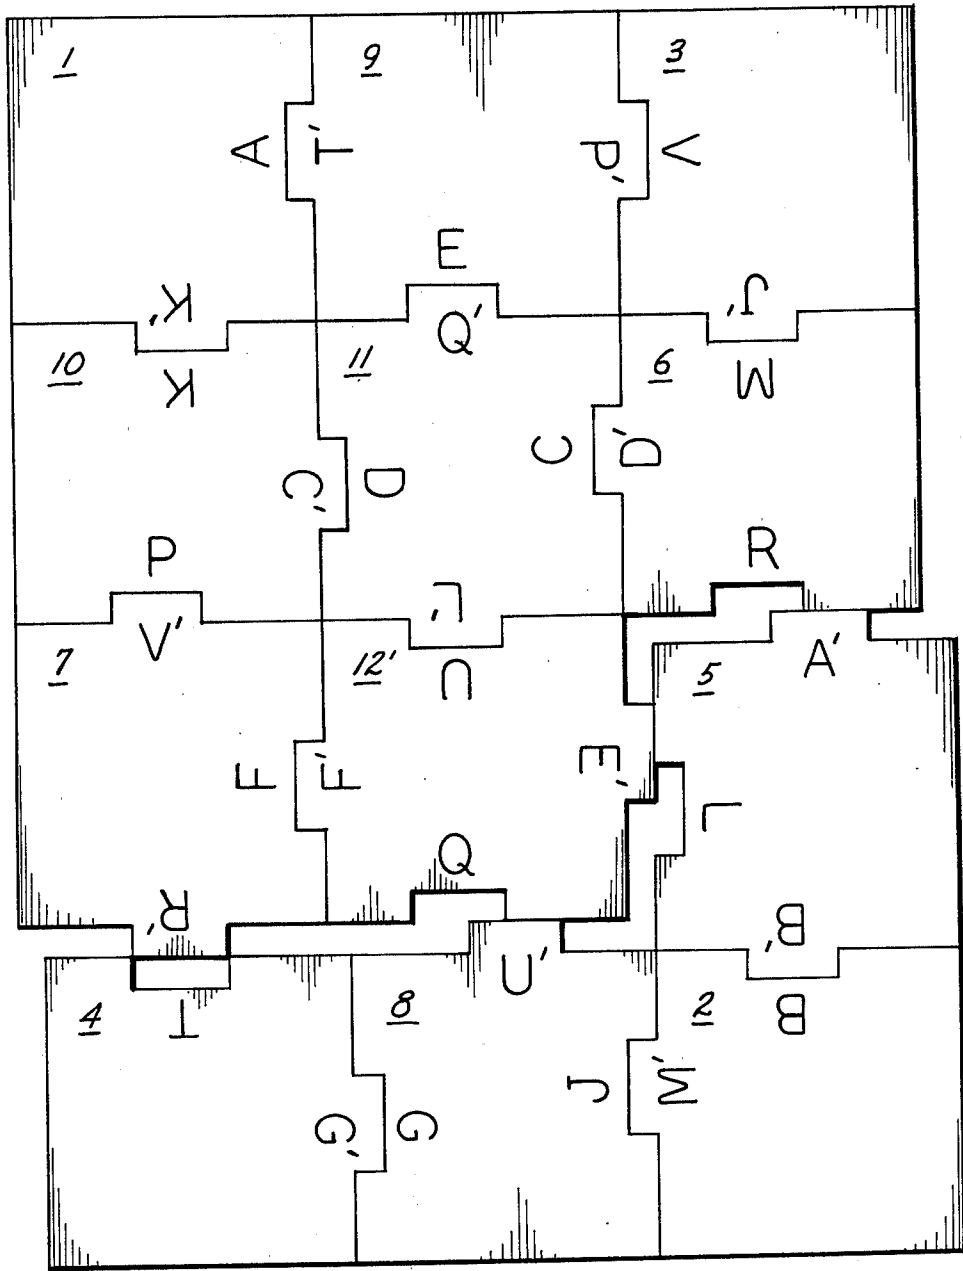 1 9 3
A T' P' V
E
K' Q' J'
10 11 6
K M
C' D C D'
P L' R
V' U
7 12' 5 A'
F F' E' L
Q
R' U' B'
4 T 8 2 B
G' G J M'